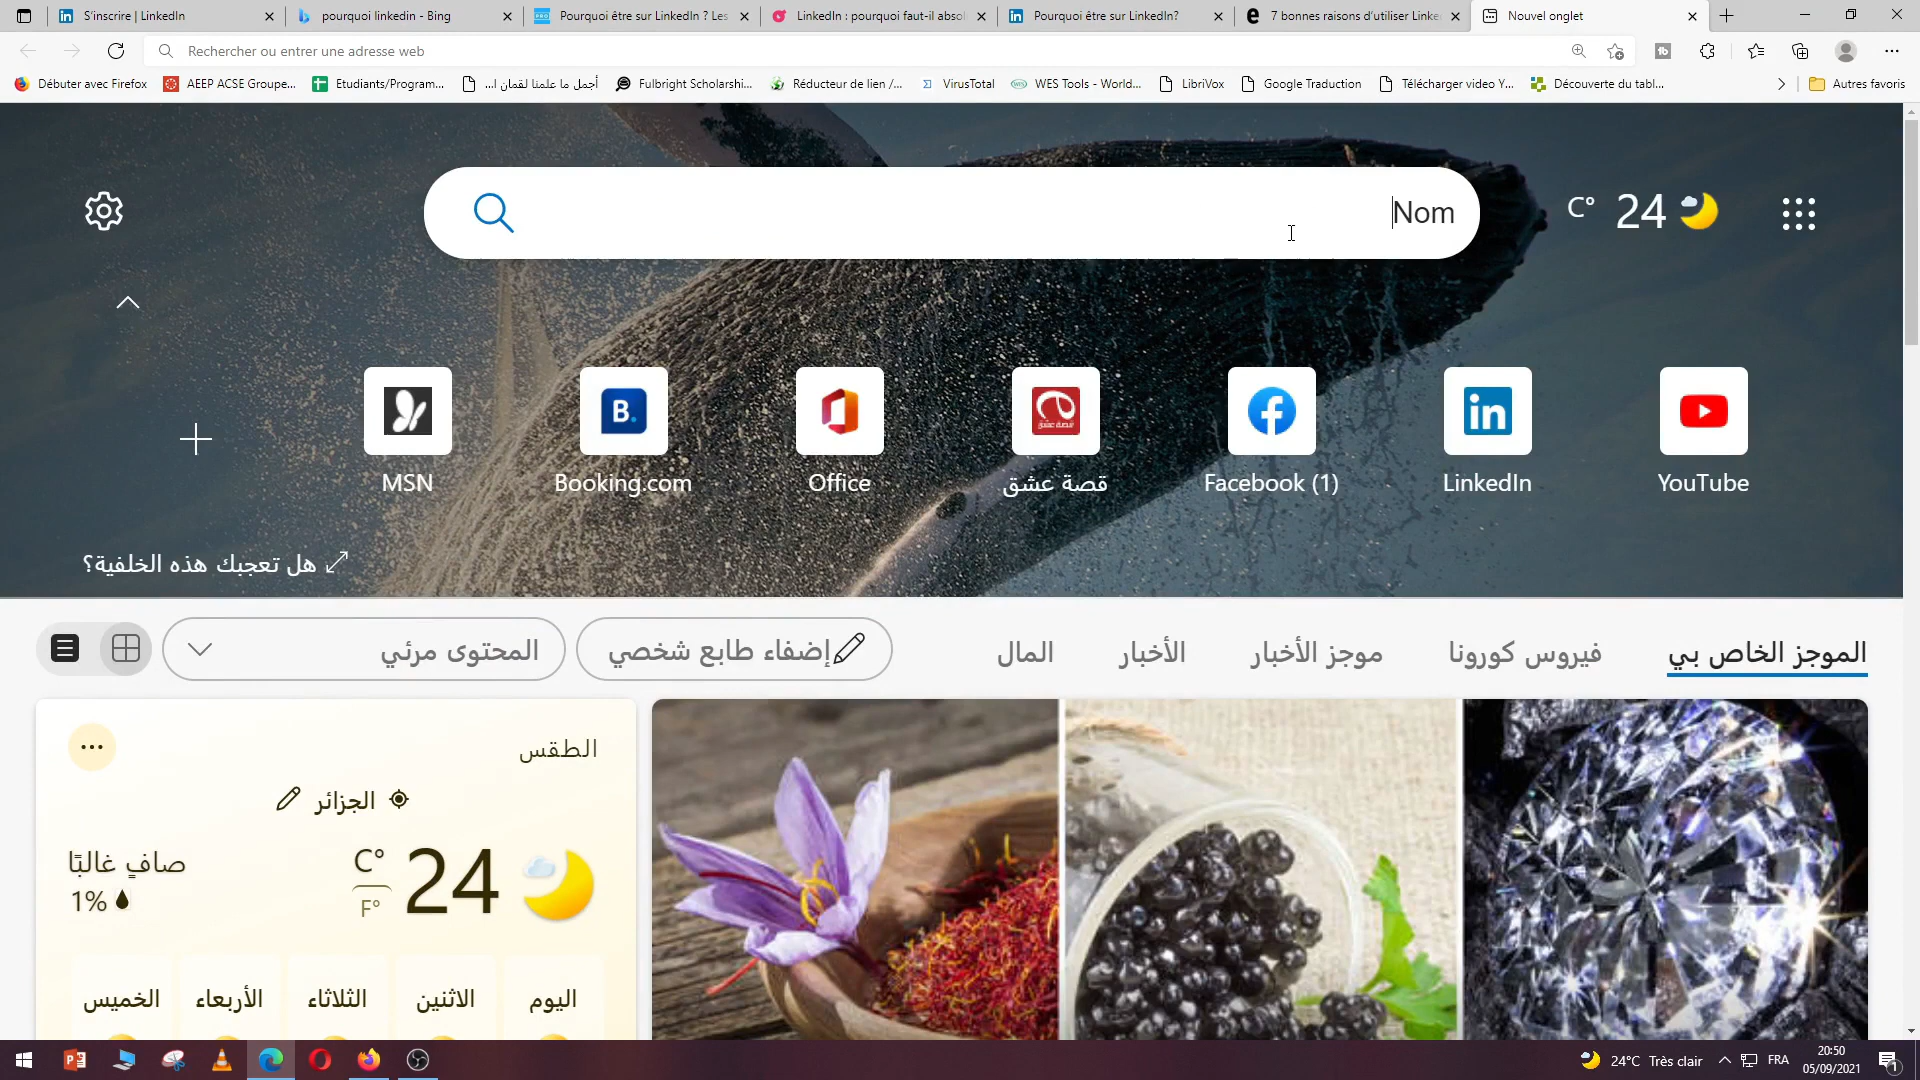 S'inscrire | LinkedIn
pourquoi linkedin - Bing
Pourquoi être sur LinkedIn ? Les
LinkedIn : pourquoi faut-il absol
Pourquoi être sur LinkedIn?
7 bonnes raisons d'utiliser Linke
Nouvel onglet
Rechercher ou entrer une adresse web
Débuter avec Firefox
AEEP ACSE Groupe...
Etudiants/Program...
أجمل ما علمنا لقمان ا...
Fulbright Scholarshi...
Réducteur de lien /...
VirusTotal
WES Tools - World...
LibriVox
Google Traduction
Télécharger video Y...
Découverte du tabl...
Autres favoris
Nom
C° 24
MSN
Booking.com
Office
قصة عشق
Facebook (1)
LinkedIn
YouTube
هل تعجبك هذه الخلفية؟
الموجز الخاص بي
فيروس كورونا
موجز الأخبار
الأخبار
المال
إضفاء طابع شخصي
المحتوى مرئي
الطقس
الجزائر
24 C°
F°
صافٍ غالبًا
1%
اليوم
الاثنين
الثلاثاء
الأربعاء
الخميس
24°C Très clair
FRA
20:50
05/09/2021
1